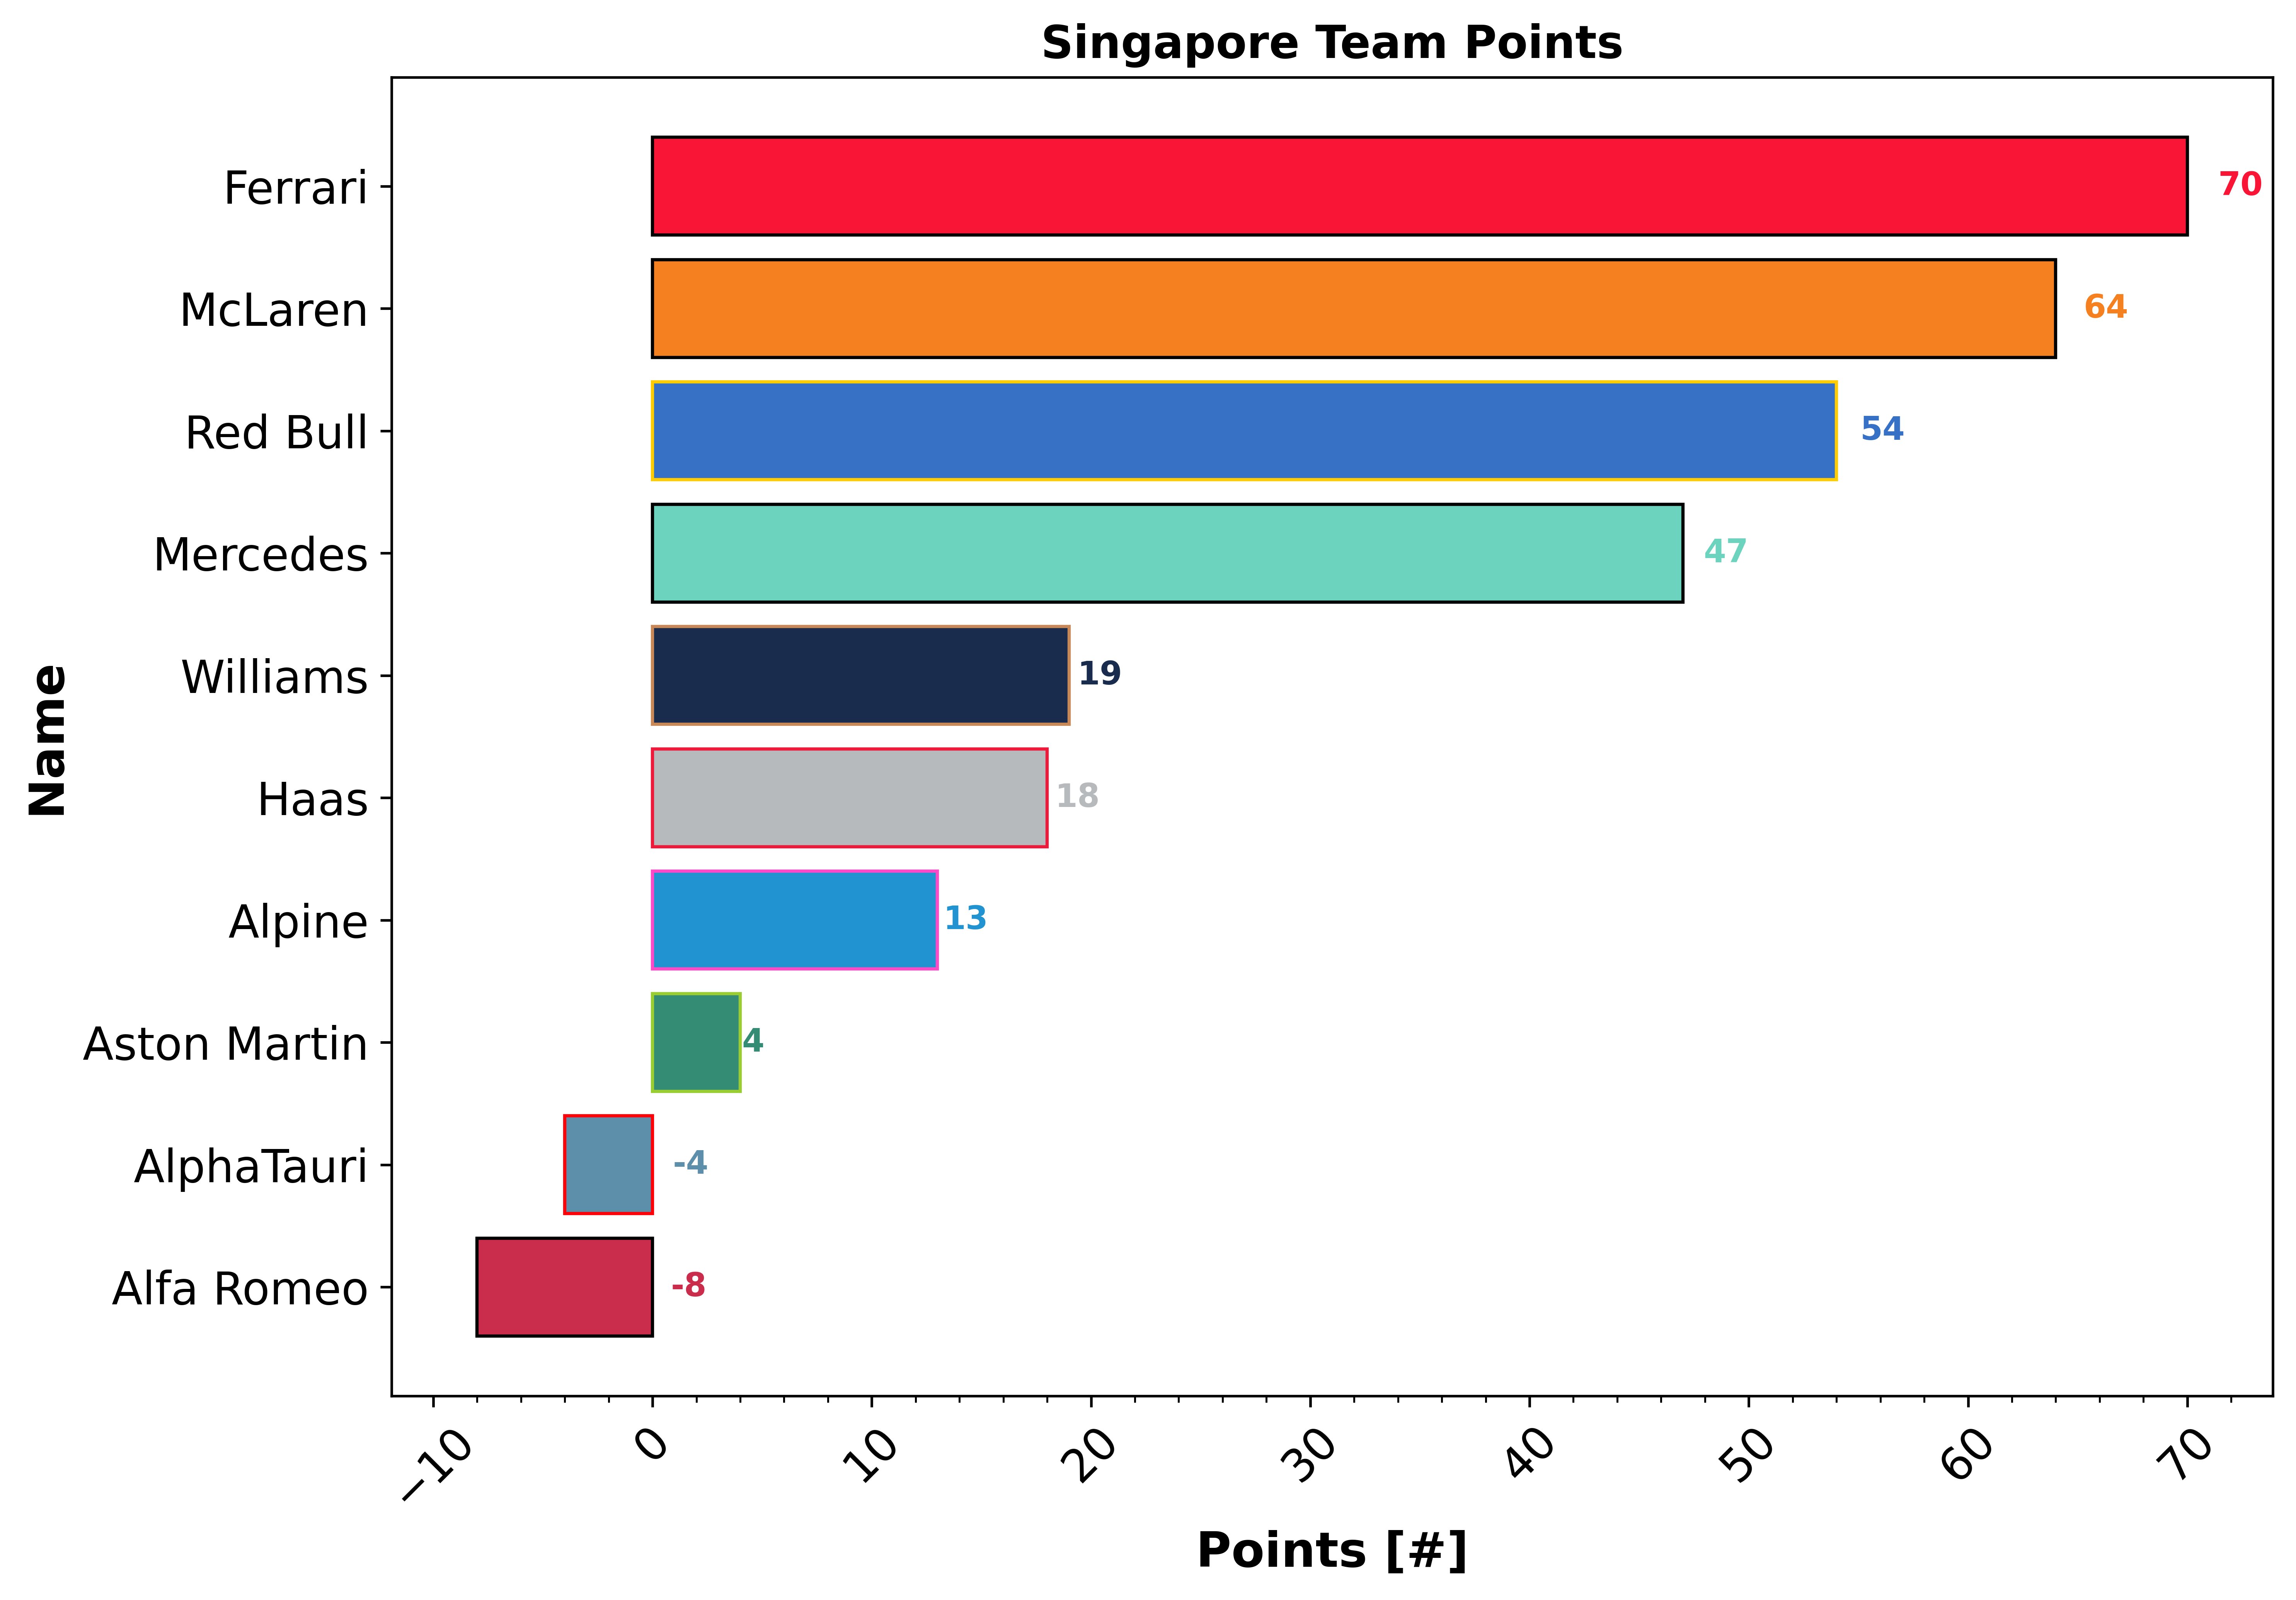 Singapore Team Points
Ferrari 70
McLaren 64
Red Bull 54
Mercedes 47
Williams 19
Haas 18
Alpine 13
Aston Martin 4
AlphaTauri -4
Alfa Romeo -8
Name
−10 0 10 20 30 40 50 60 70
Points [#]